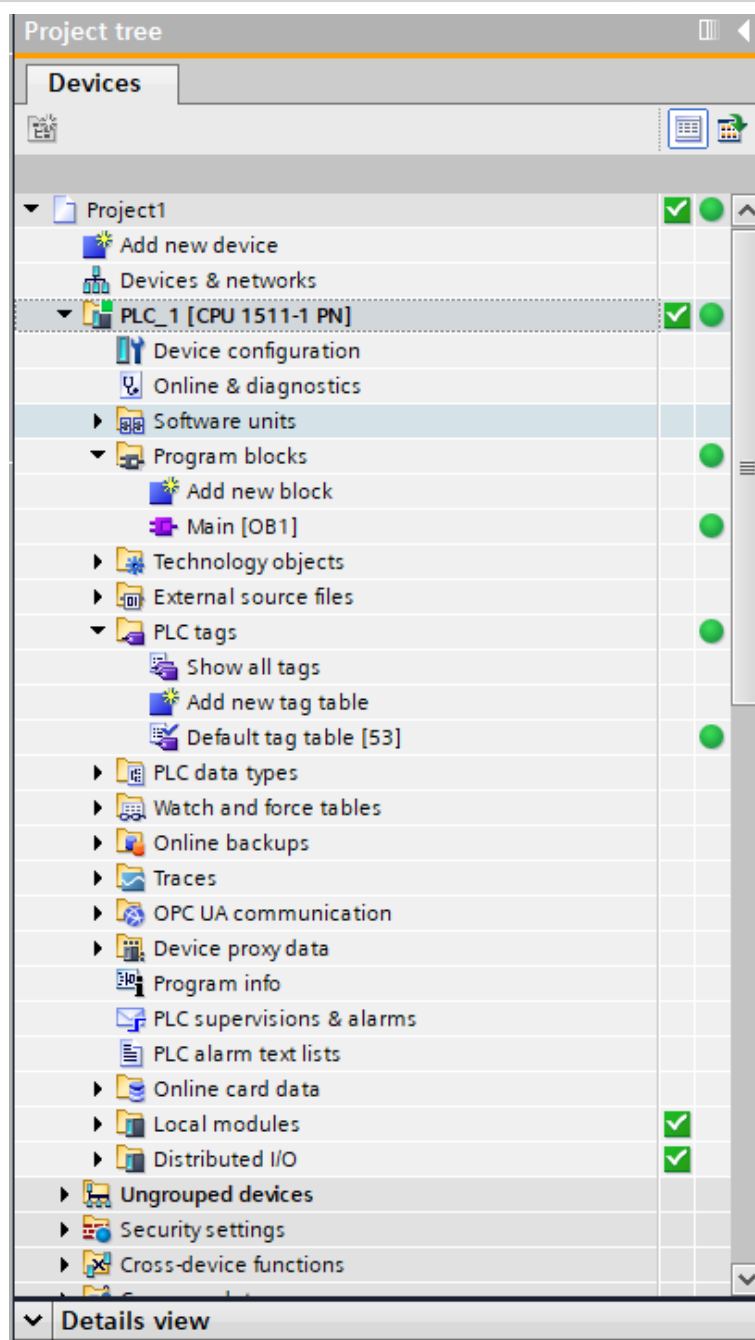 Project tree
Devices
Project1
Add new device
Devices & networks
PLC_1 [CPU 1511-1 PN]
Device configuration
Online & diagnostics
Software units
Program blocks
Add new block
Main [OB1]
Technology objects
External source files
PLC tags
Show all tags
Add new tag table
Default tag table [53]
PLC data types
Watch and force tables
Online backups
Traces
OPC UA communication
Device proxy data
Program info
PLC supervisions & alarms
PLC alarm text lists
Online card data
Local modules
Distributed I/O
Ungrouped devices
Security settings
Cross-device functions
Details view